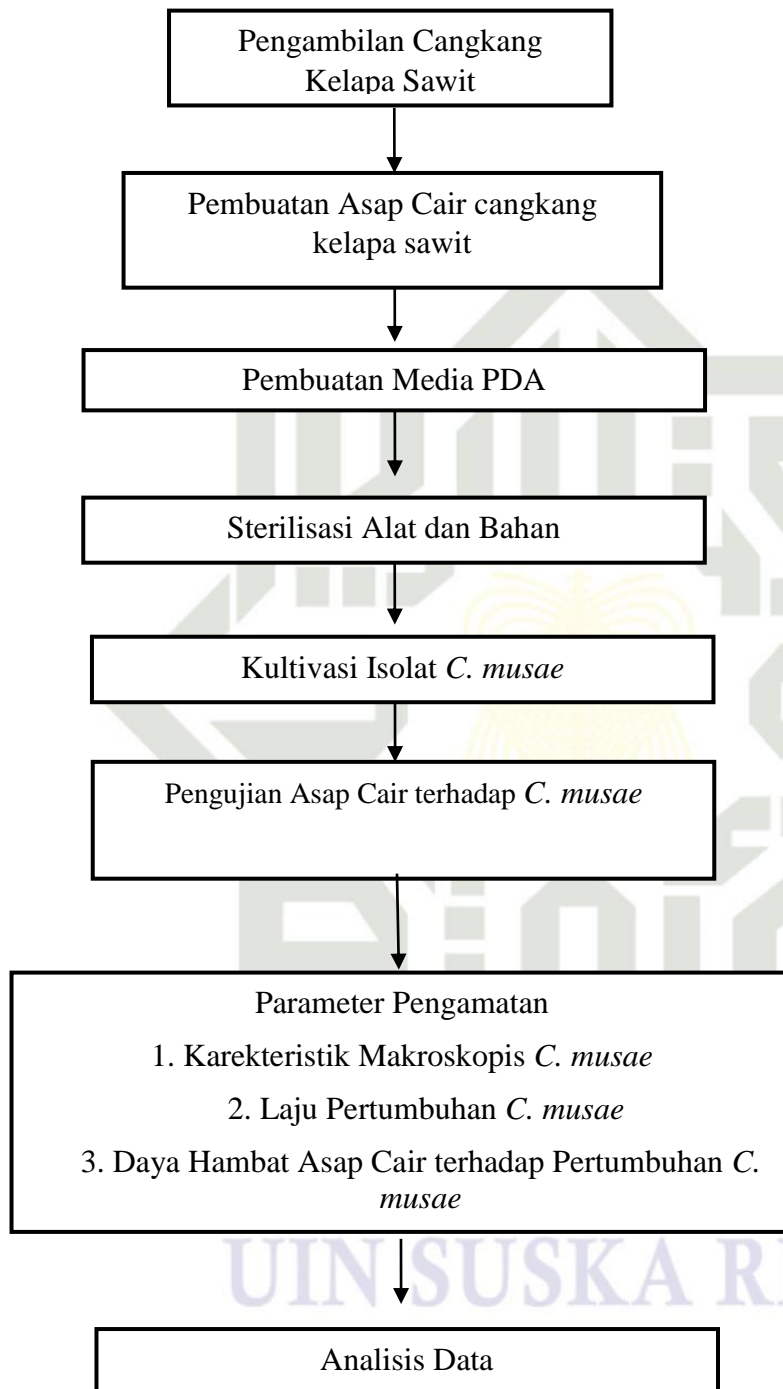 Pengambilan Cangkang
Kelapa Sawit
Pembuatan Asap Cair cangkang
kelapa sawit
Pembuatan Media PDA
Sterilisasi Alat dan Bahan
Kultivasi Isolat C. musae
Pengujian Asap Cair terhadap C. musae
Parameter Pengamatan
1. Karekteristik Makroskopis C. musae
2. Laju Pertumbuhan C. musae
3. Daya Hambat Asap Cair terhadap Pertumbuhan C.
musae
UIN SUSKA R
Analisis Data